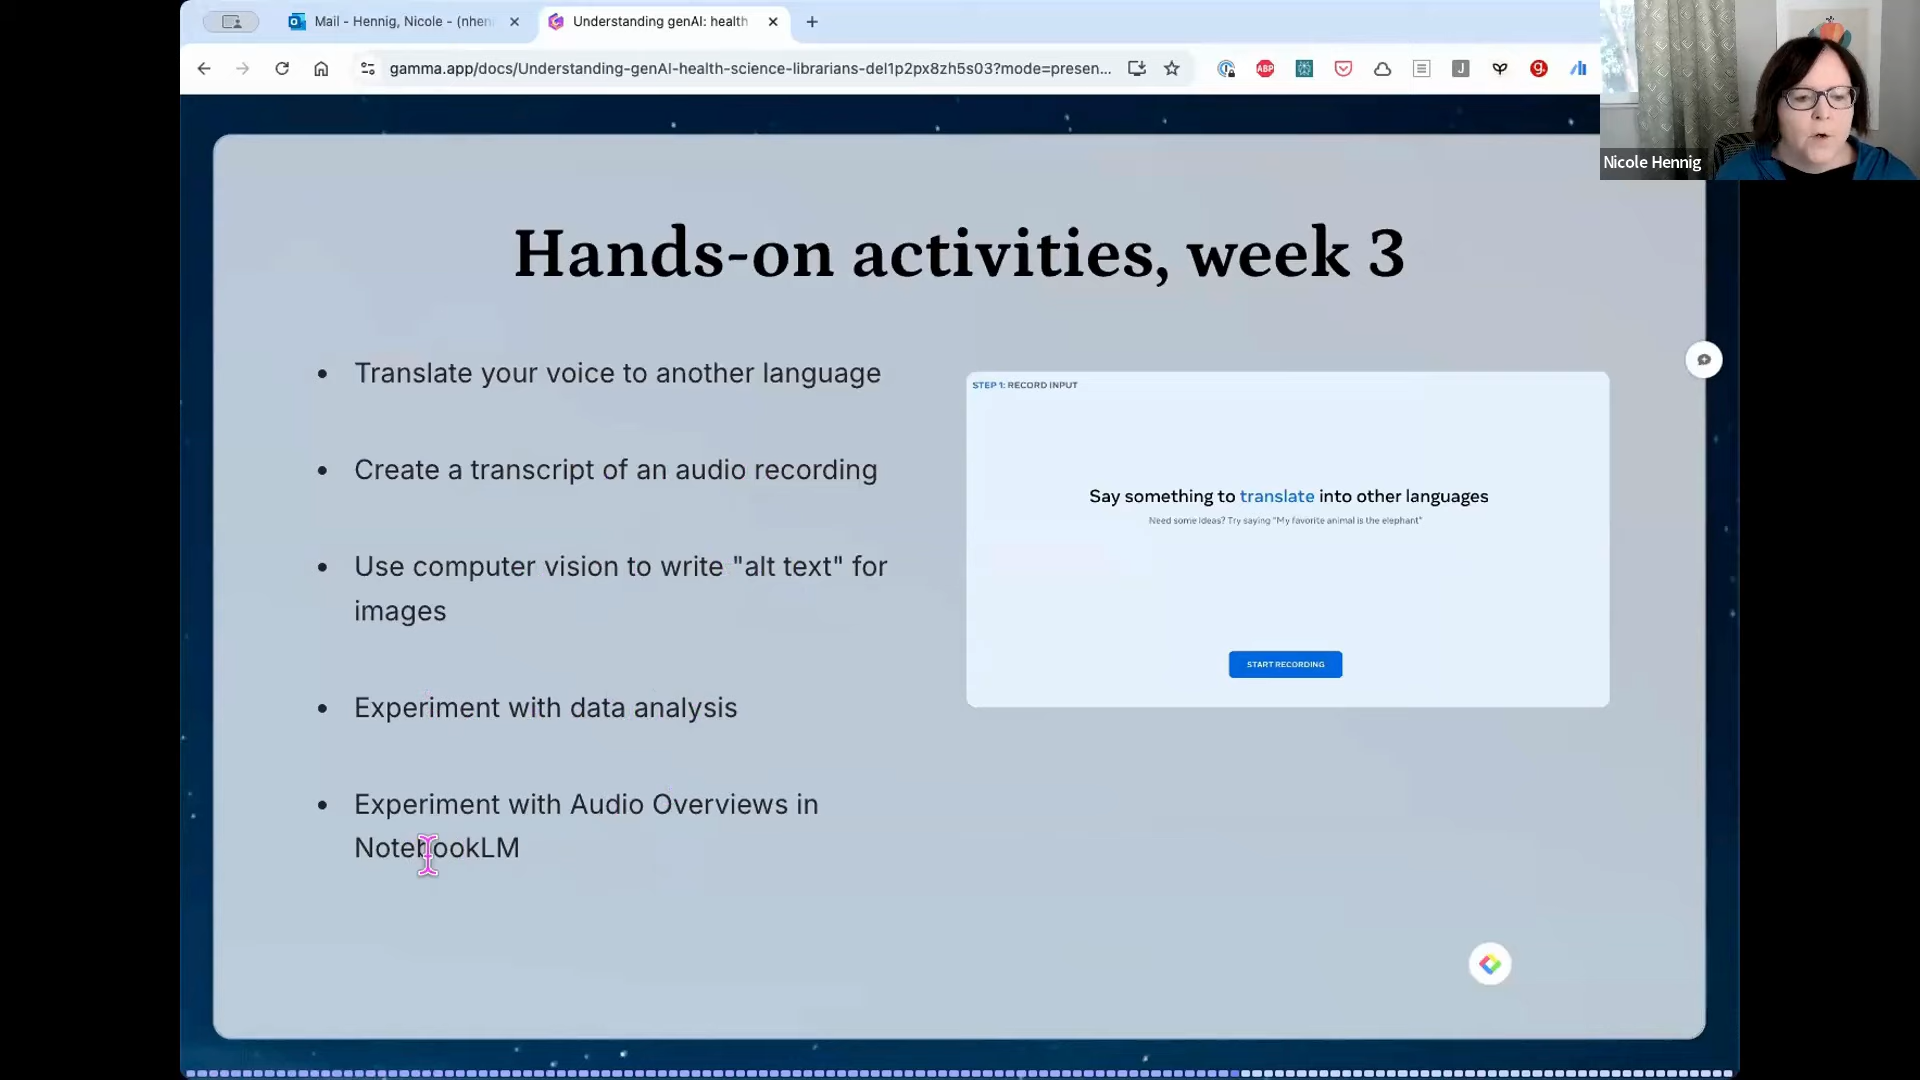 Mail - Hennig, Nicole - (nhen
Understanding genAI: health
gamma.app/docs/Understanding-genAI-health-science-librarians-del1p2px8zh5s03?mode=presen...
ABP
J
g.
Nicole Hennig
Hands-on activities, week 3
• Translate your voice to another language
• Create a transcript of an audio recording
• Use computer vision to write "alt text" for
images
• Experiment with data analysis
• Experiment with Audio Overviews in
NotebookLM
STEP 1: RECORD INPUT
Say something to translate into other languages
Need some ideas? Try saying "My favorite animal is the elephant"
START RECORDING